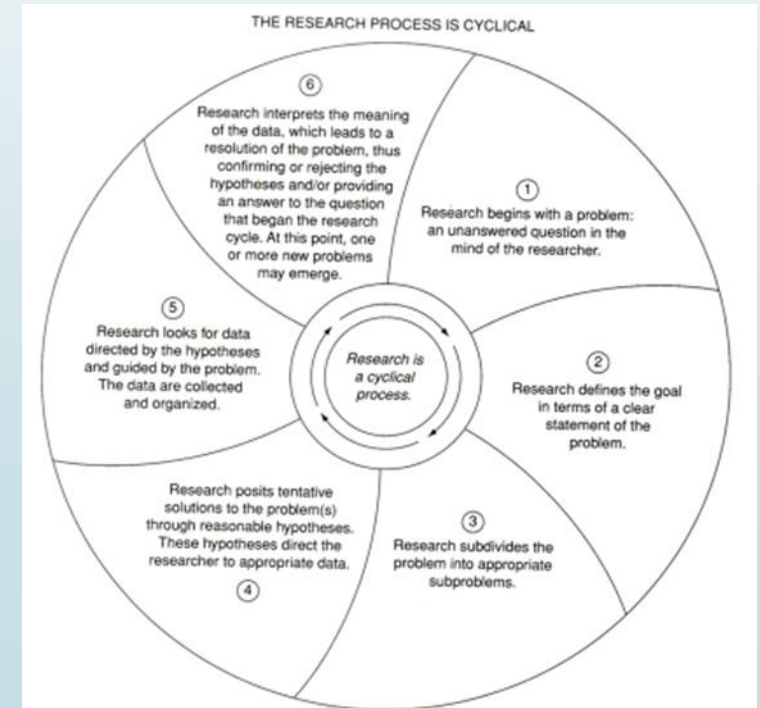 THE RESEARCH PROCESS IS CYCLICAL
6
Research interprets the meaning
of the data, which leads to a
resolution of the problem, thus
confirming or rejecting the
hypotheses and/or providing
an answer to the question
that began the research
cycle. At this point, one
or more new problems
may emerge.
1
Research begins with a problem:
an unanswered question in the
mind of the researcher.
2
Research defines the goal
in terms of a clear
statement of the
problem.
3
Research subdivides the
problem into appropriate
subproblems.
Research posits tentative
solutions to the problem(s)
through reasonable hypotheses.
These hypotheses direct the
researcher to appropriate data.
4
5
Research looks for data
directed by the hypotheses
and guided by the problem.
The data are collected
and organized.
Research is
a cyclical
process.